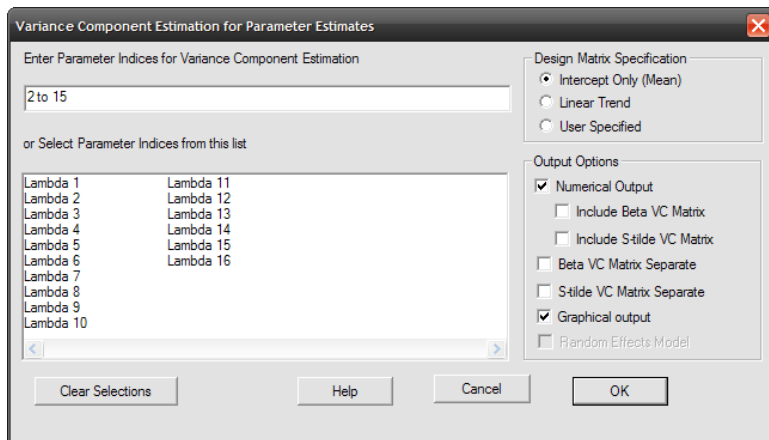 Variance Component Estimation for Parameter Estimates
Enter Parameter Indices for Variance Component Estimation
2 to 15
or Select Parameter Indices from this list
Lambda 1
Lambda 2
Lambda 3
Lambda 4
Lambda 5
Lambda 6
Lambda 7
Lambda 8
Lambda 9
Lambda 10
Lambda 11
Lambda 12
Lambda 13
Lambda 14
Lambda 15
Lambda 16
Design Matrix Specification
Intercept Only (Mean)
Linear Trend
User Specified
Output Options
Numerical Output
Include Beta VC Matrix
Include S-tilde VC Matrix
Beta VC Matrix Separate
S-tilde VC Matrix Separate
Graphical output
Random Effects Model
Clear Selections
Help
Cancel
OK